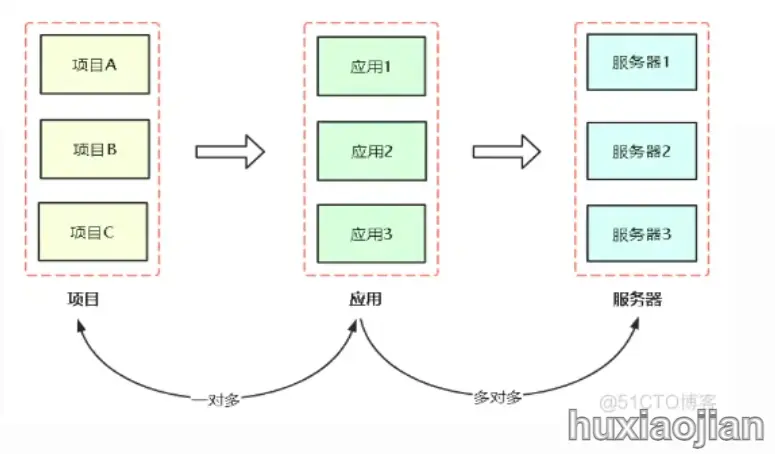 项目A
应用1
服务器1
项目B
应用2
服务器2
项目C
应用3
服务器3
项目
应用
服务器
一对多
多对多
@51CTO博客
huxiaojian